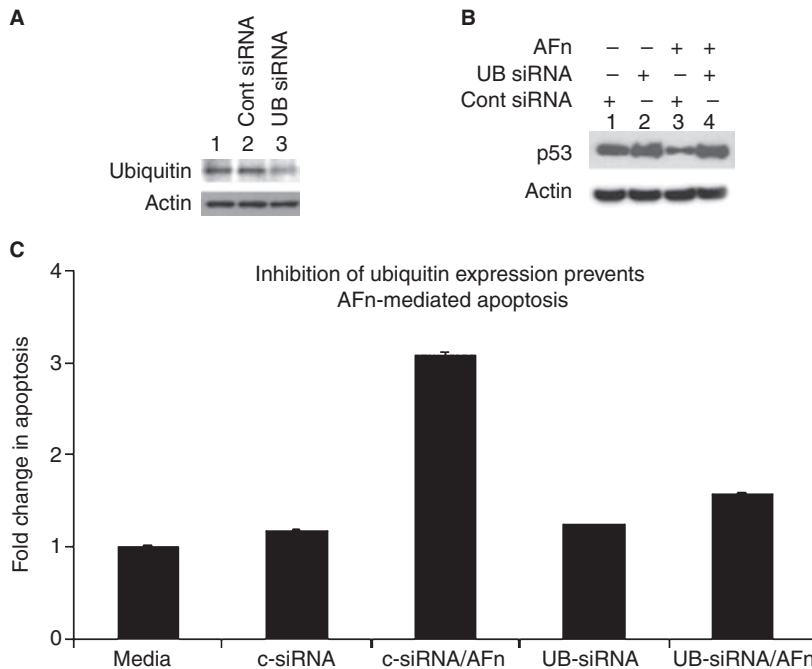 A
Cont siRNA
UB siRNA
1 2 3
Ubiquitin
Actin
B
AFn – – + +
UB siRNA – + – +
Cont siRNA + – + –
1 2 3 4
p53
Actin
C
Inhibition of ubiquitin expression prevents
AFn-mediated apoptosis
Fold change in apoptosis
4
3
2
1
0
Media c-siRNA c-siRNA/AFn UB-siRNA UB-siRNA/AFn